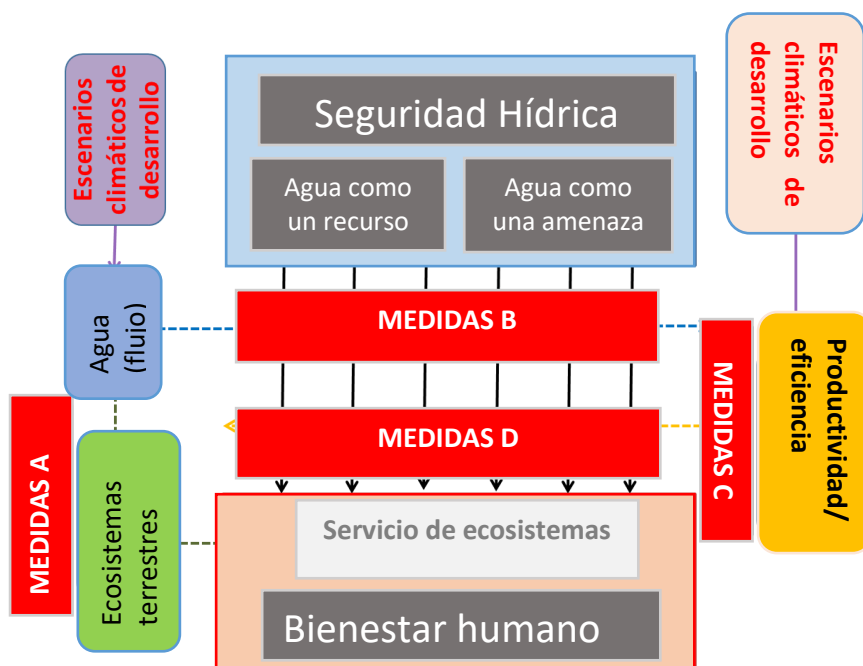 Escenarios
climáticos de
desarrollo
Seguridad Hídrica
Escenarios
climáticos de
desarrollo
Agua como
un recurso
Agua como
una amenaza
Agua
(fluio)
MEDIDAS B
MEDIDAS C
Productividad/
eficiencia
MEDIDAS D
MEDIDAS A
Ecosistemas
terrestres
Servicio de ecosistemas
Bienestar humano